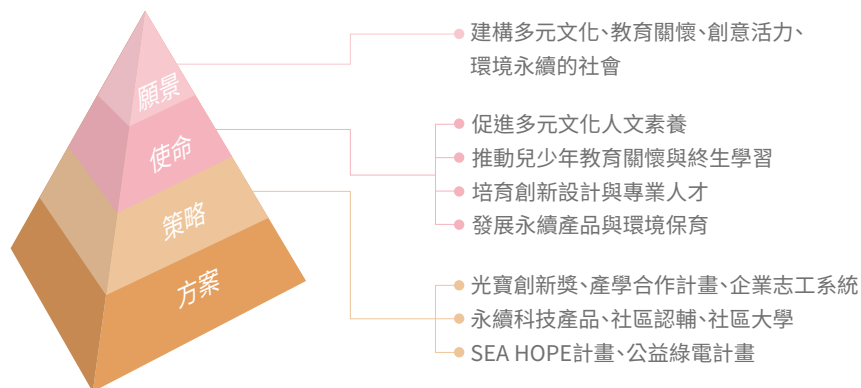 願景
建構多元文化、教育關懷、創意活力、
環境永續的社會
使命
促進多元文化人文素養
推動兒少年教育關懷與終生學習
培育創新設計與專業人才
發展永續產品與環境保育
策略
方案
光寶創新獎、產學合作計畫、企業志工系統
永續科技產品、社區認輔、社區大學
SEA HOPE計畫、公益綠電計畫